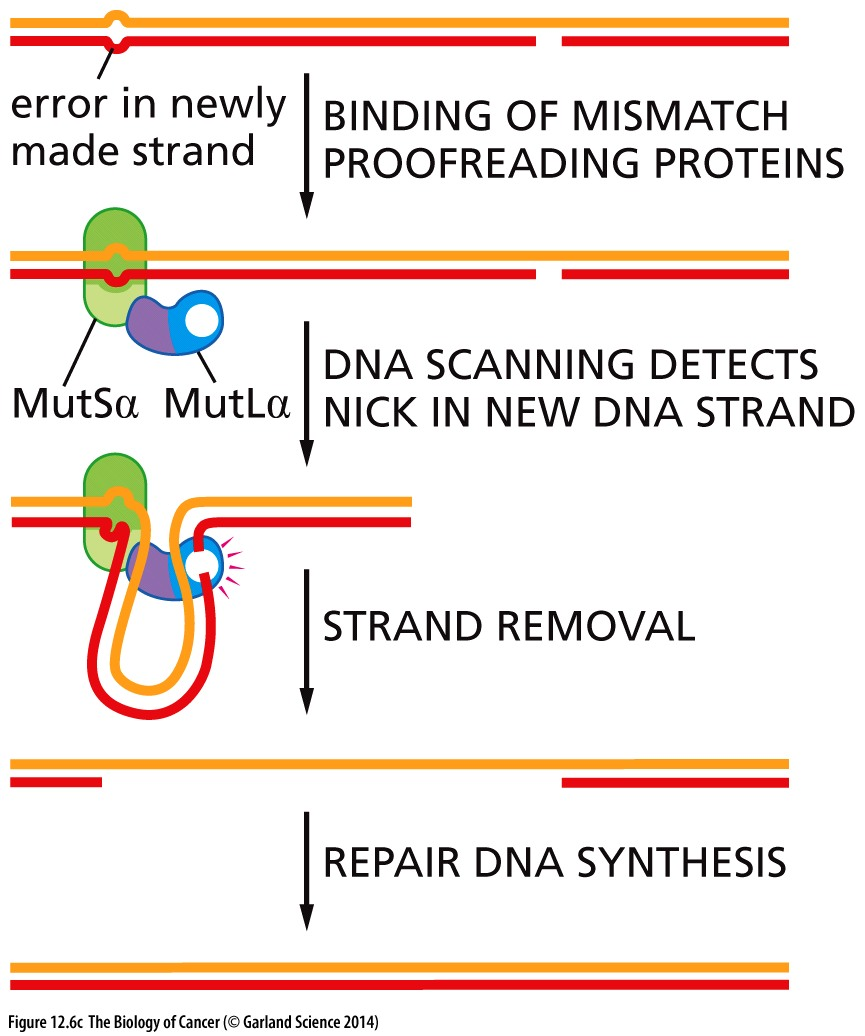 error in newly
made strand
BINDING OF MISMATCH
PROOFREADING PROTEINS
MutSα
MutLα
DNA SCANNING DETECTS
NICK IN NEW DNA STRAND
STRAND REMOVAL
REPAIR DNA SYNTHESIS
Figure 12.6c The Biology of Cancer (© Garland Science 2014)